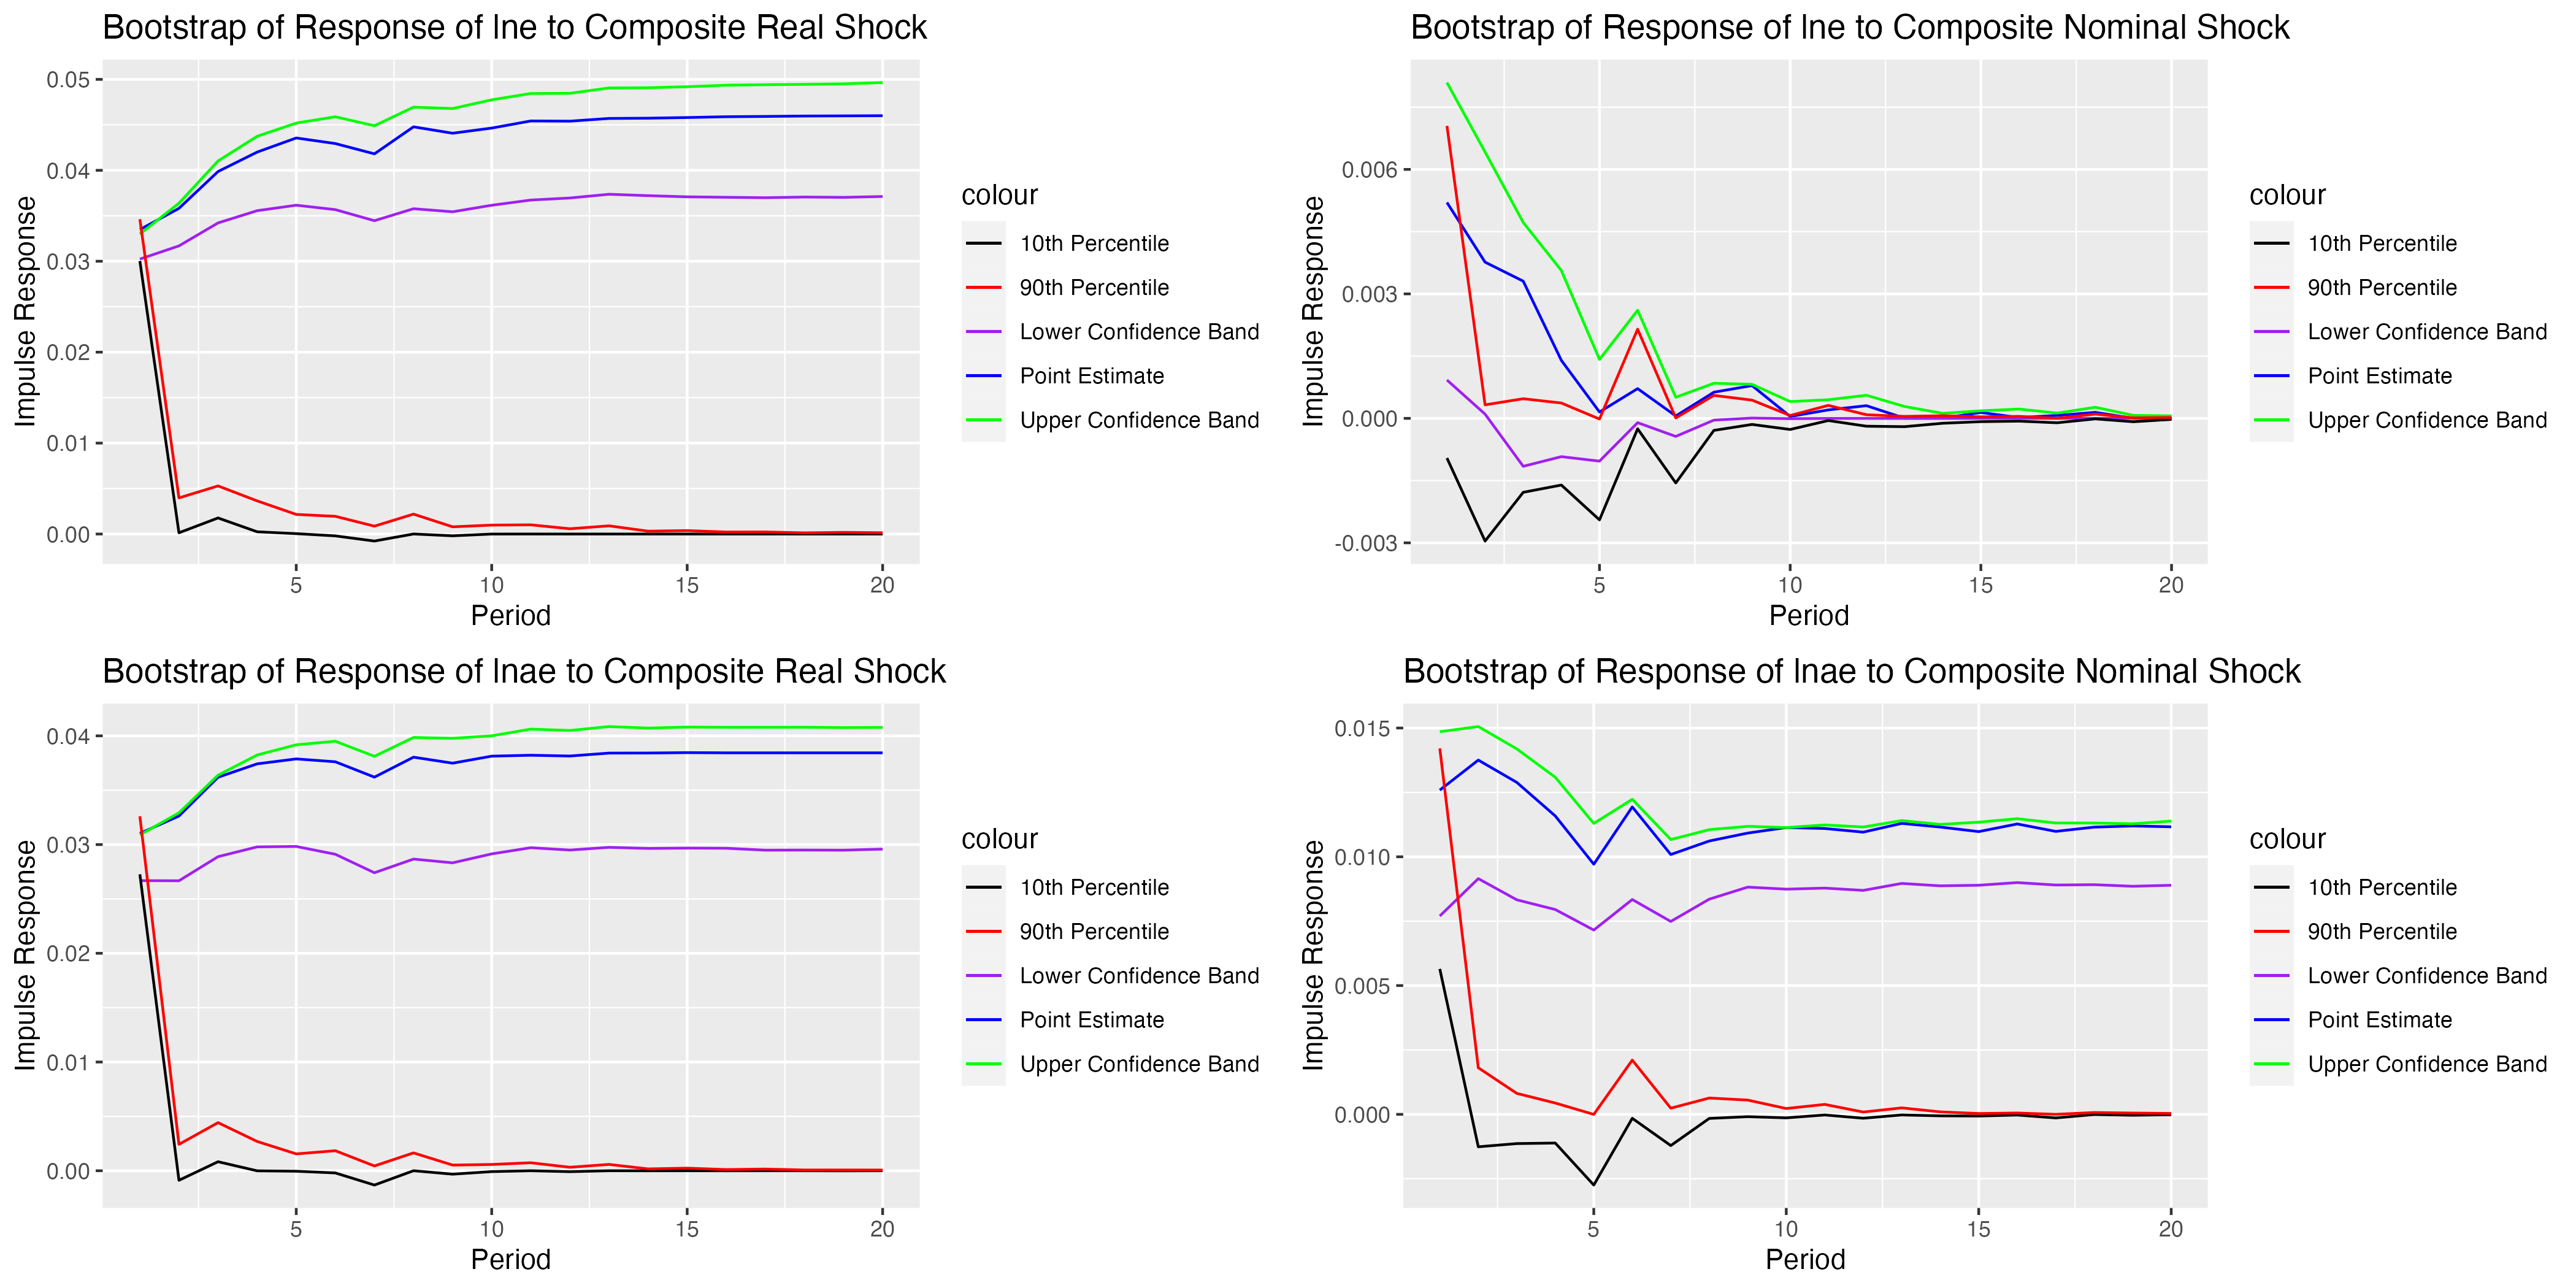 Bootstrap of Response of lne to Composite Real Shock
Impulse Response
0.05
0.04
0.03
0.02
0.01
0.00
5 10 15 20
Period
colour
10th Percentile
90th Percentile
Lower Confidence Band
Point Estimate
Upper Confidence Band
Bootstrap of Response of lne to Composite Nominal Shock
Impulse Response
0.006
0.003
0.000
-0.003
5 10 15 20
Period
colour
10th Percentile
90th Percentile
Lower Confidence Band
Point Estimate
Upper Confidence Band
Bootstrap of Response of lnae to Composite Real Shock
Impulse Response
0.04
0.03
0.02
0.01
0.00
5 10 15 20
Period
colour
10th Percentile
90th Percentile
Lower Confidence Band
Point Estimate
Upper Confidence Band
Bootstrap of Response of lnae to Composite Nominal Shock
Impulse Response
0.015
0.010
0.005
0.000
5 10 15 20
Period
colour
10th Percentile
90th Percentile
Lower Confidence Band
Point Estimate
Upper Confidence Band